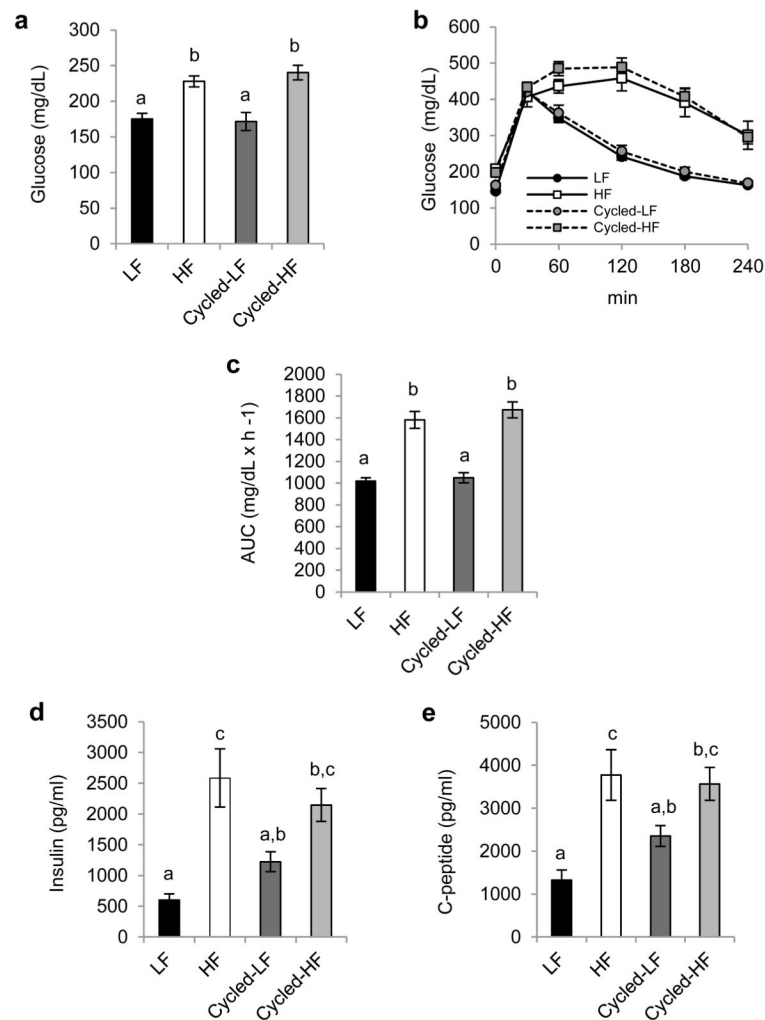 a
Glucose (mg/dL)
300
250
200
150
100
50
0
a
b
a
b
LF
HF
Cycled-LF
Cycled-HF
b
Glucose (mg/dL)
600
500
400
300
200
100
0
LF
HF
Cycled-LF
Cycled-HF
0 60 120 180 240
min
c
AUC (mg/dL x h -1)
2000
1800
1600
1400
1200
1000
800
600
400
200
0
a
b
a
b
LF
HF
Cycled-LF
Cycled-HF
d
Insulin (pg/ml)
3500
3000
2500
2000
1500
1000
500
0
a
c
a,b
b,c
LF
HF
Cycled-LF
Cycled-HF
e
C-peptide (pg/ml)
5000
4000
3000
2000
1000
0
a
c
a,b
b,c
LF
HF
Cycled-LF
Cycled-HF